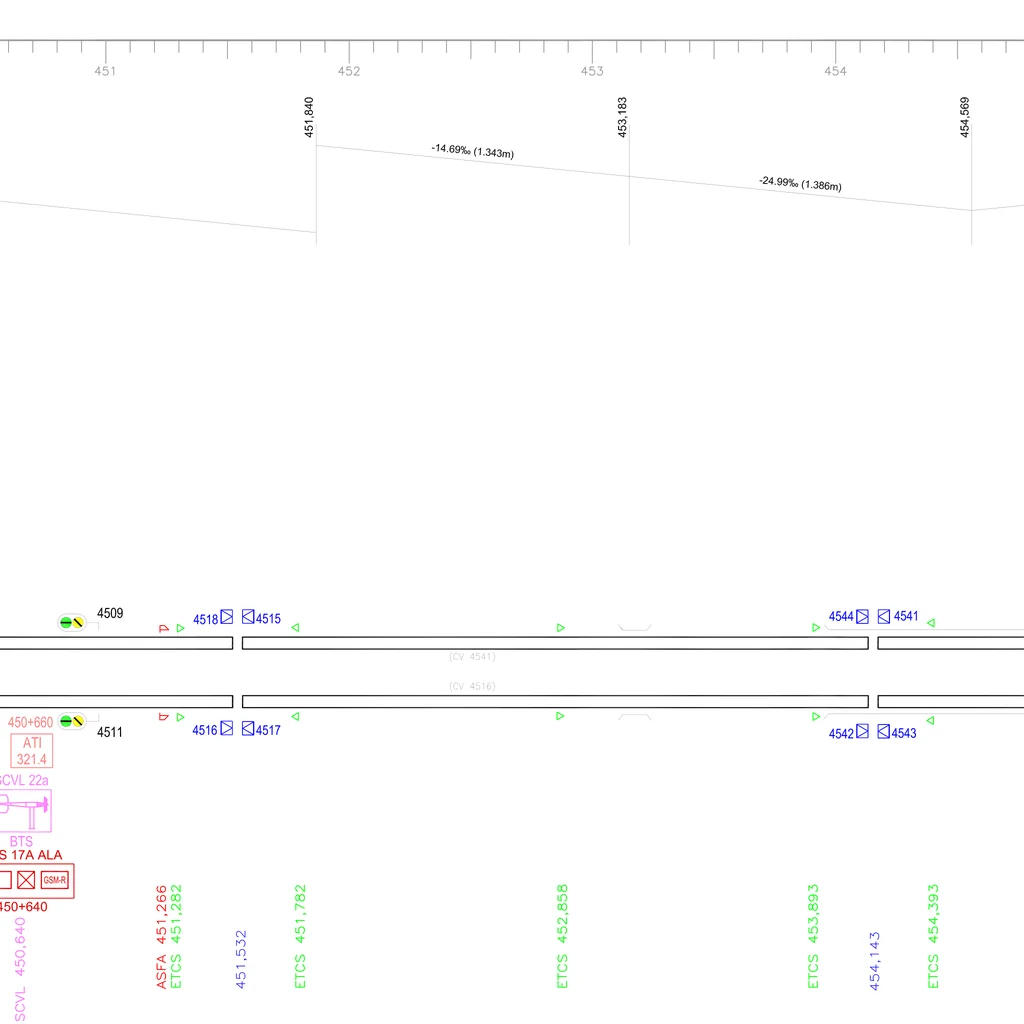 451
452
453
454
451,840
453,183
454,569
-14.69‰ (1.343m)
-24.99‰ (1.386m)
4509
4518
4515
4544
4541
(CV 4541)
(CV 4516)
450+660
4511
4516
4517
4542
4543
ATI
321.4
SCVL 22a
BTS
S 17A ALA
GSM-R
450+640
SCVL 450,640
ASFA 451,266
ETCS 451,282
451,532
ETCS 451,782
ETCS 452,858
ETCS 453,893
454,143
ETCS 454,393